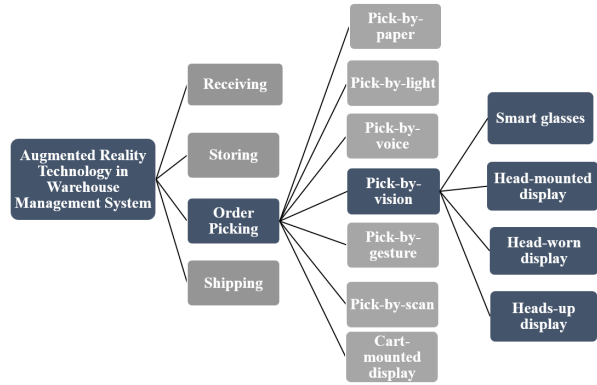 Augmented Reality
Technology in
Warehouse
Management System
Receiving
Storing
Order
Picking
Shipping
Pick-by-
paper
Pick-by-light
Pick-by-
voice
Pick-by-
vision
Pick-by-
gesture
Pick-by-scan
Cart-
mounted
display
Smart glasses
Head-mounted
display
Head-worn
display
Heads-up
display